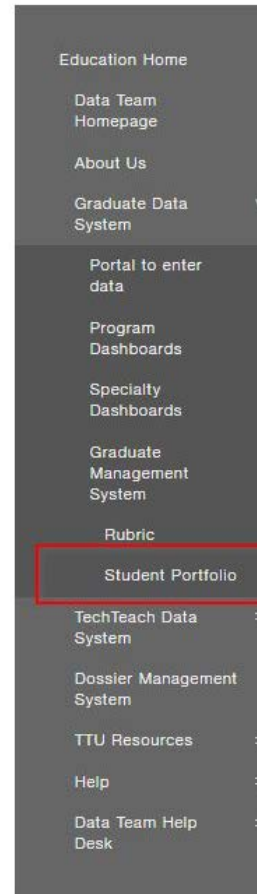 Education Home
Data Team
Homepage
About Us
Graduate Data
System
Portal to enter
data
Program
Dashboards
Specialty
Dashboards
Graduate
Management
System
Rubric
Student Portfolio
TechTeach Data
System
Dossier Management
System
TTU Resources
Help
Data Team Help
Desk